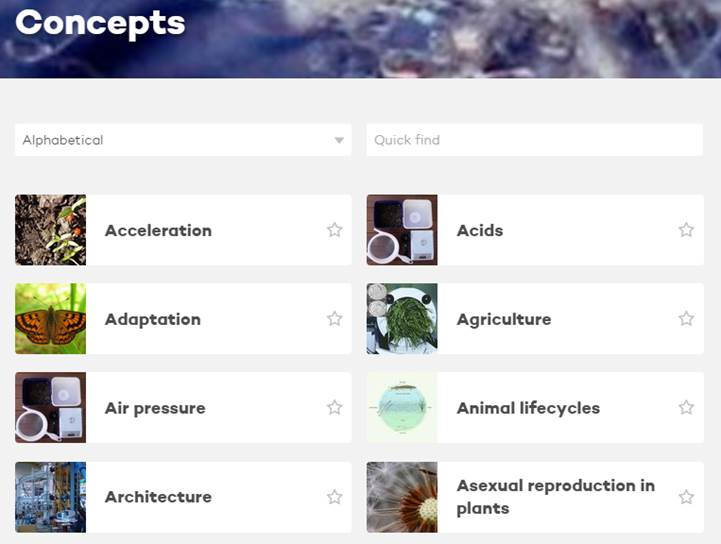 Concepts
Alphabetical
Quick find
Acceleration
Acids
Adaptation
Agriculture
Air pressure
Animal lifecycles
Architecture
Asexual reproduction in
plants